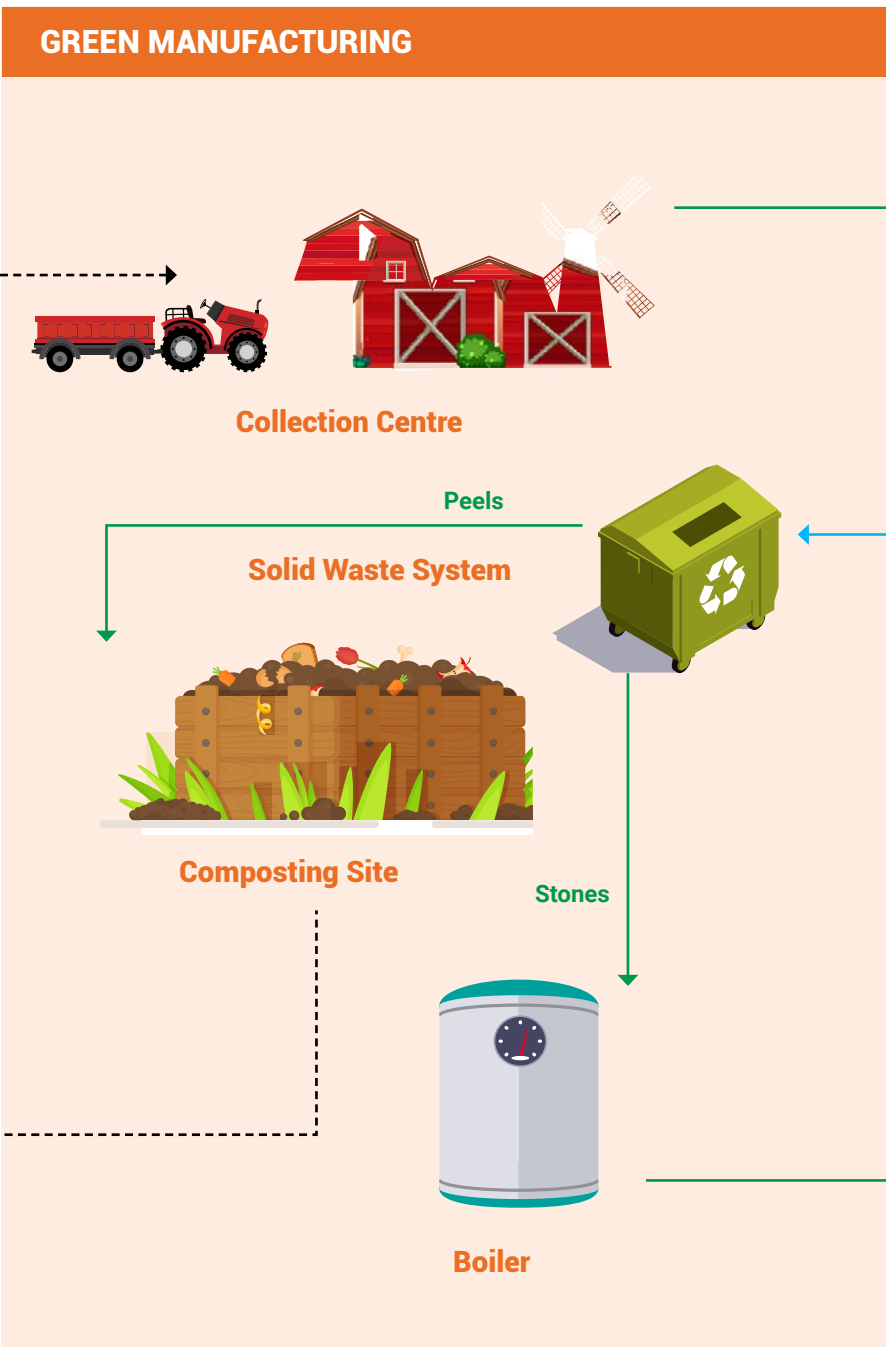 GREEN MANUFACTURING
Collection Centre
Peels
Solid Waste System
Composting Site
Stones
Boiler